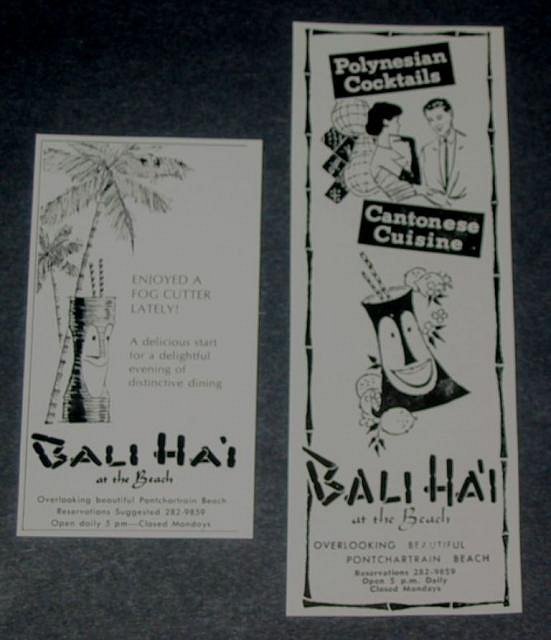 ENJOYED A
FOG CUTTER
LATELY!
A delicious start
for a delightful
evening of
distinctive dining
BALI HA'I
at the Beach
Overlooking beautiful Pontchartrain Beach
Reservations Suggested 282-9859
Open daily 5 pm—Closed Mondays
Polynesian
Cocktails
Cantonese
Cuisine
BALI HA'I
at the Beach
OVERLOOKING BEAUTIFUL
PONTCHARTRAIN BEACH
Reservations 282-9859
Open 5 p.m. Daily
Closed Mondays